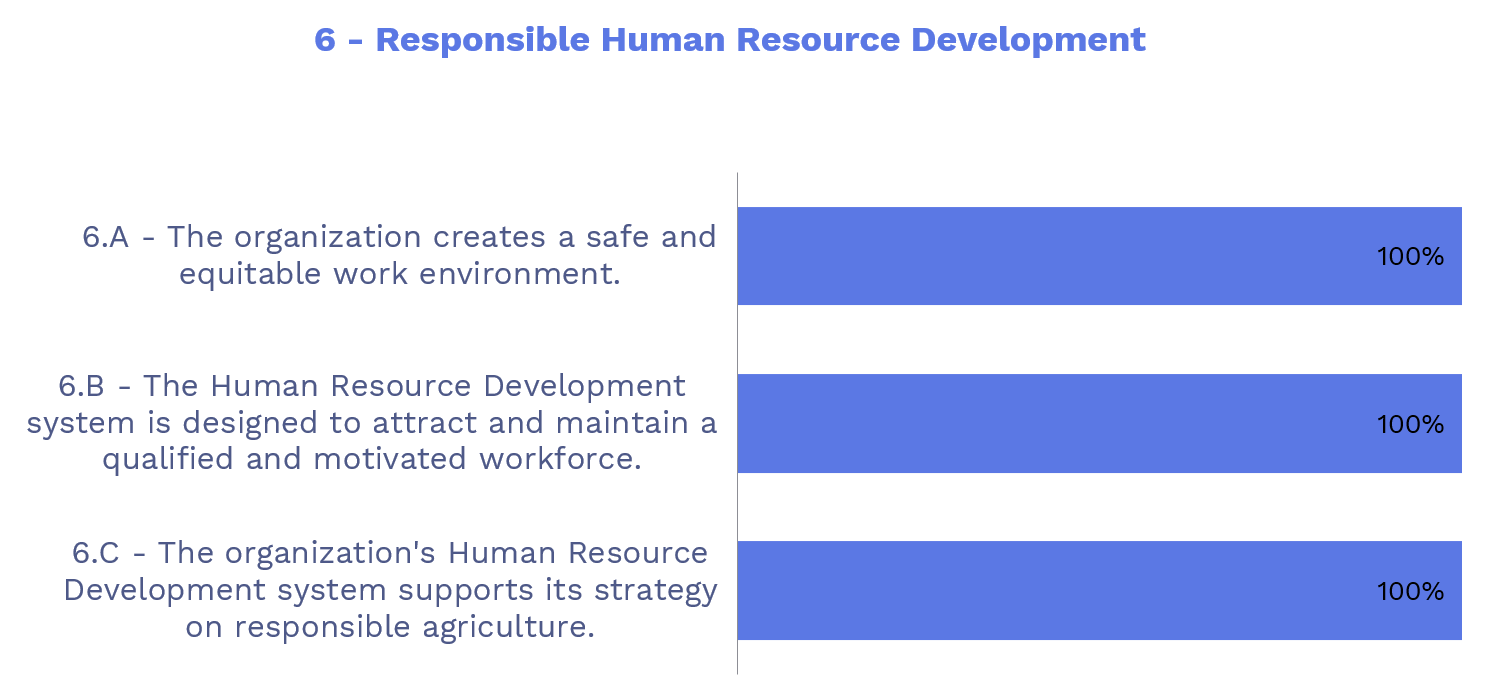 6 - Responsible Human Resource Development
6.A - The organization creates a safe and
equitable work environment.
100%
6.B - The Human Resource Development
system is designed to attract and maintain a
qualified and motivated workforce.
100%
6.C - The organization's Human Resource
Development system supports its strategy
on responsible agriculture.
100%